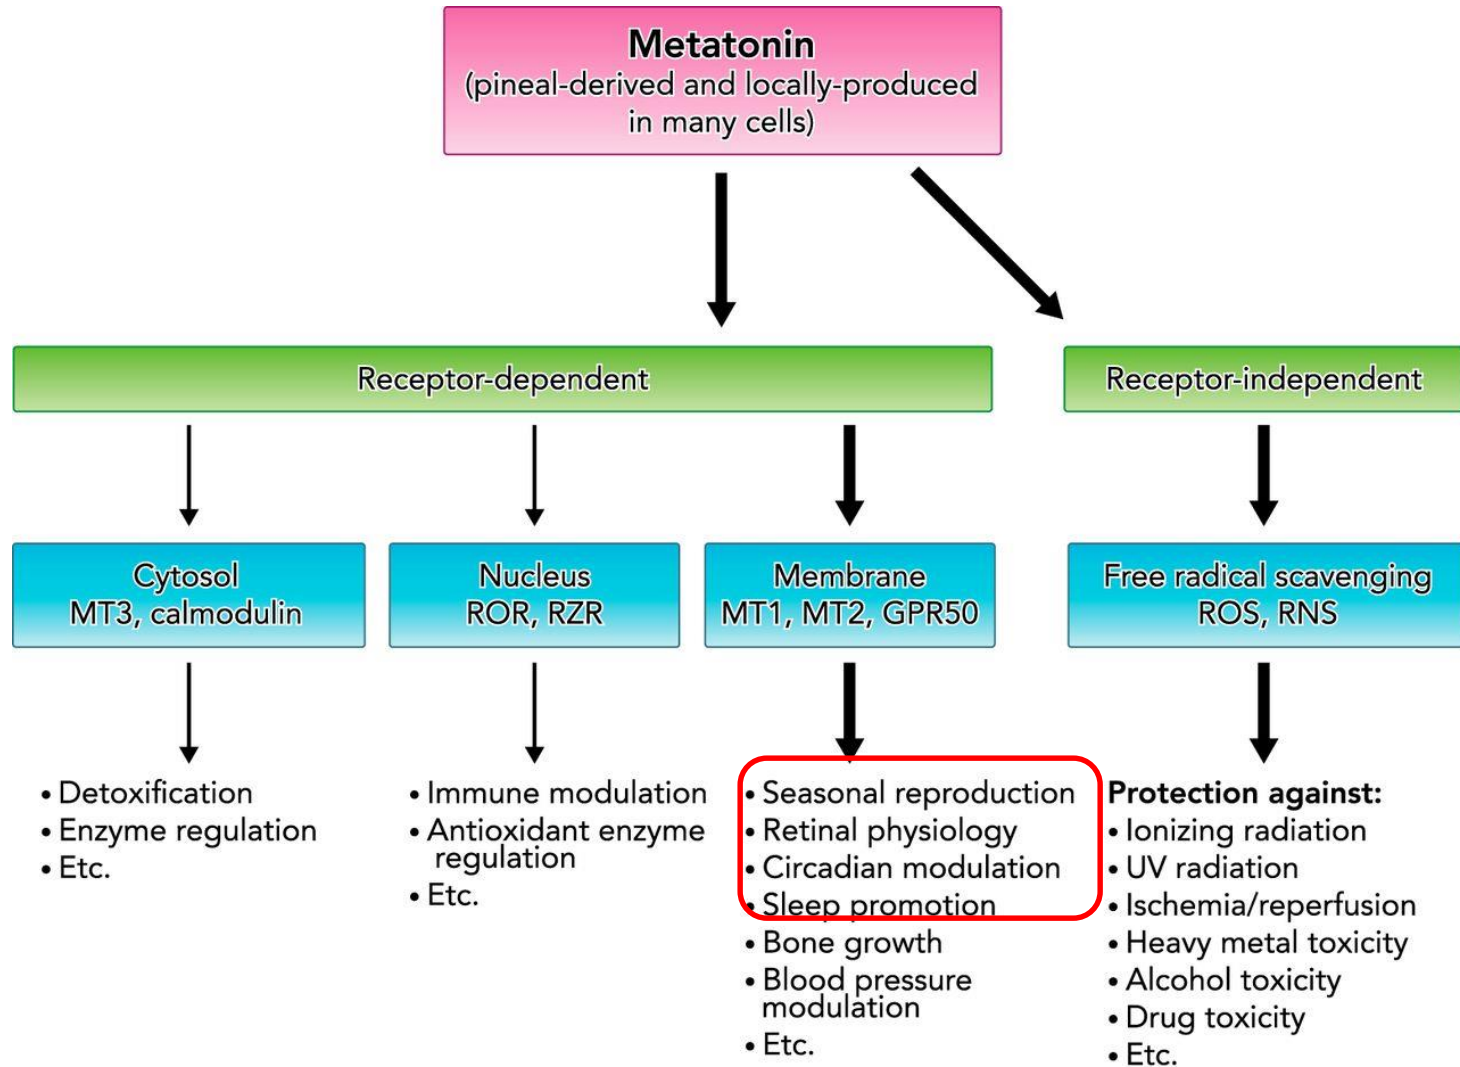 Metatonin
(pineal-derived and locally-produced
in many cells)
Receptor-dependent
Receptor-independent
Cytosol
MT3, calmodulin
Nucleus
ROR, RZR
Membrane
MT1, MT2, GPR50
Free radical scavenging
ROS, RNS
• Detoxification
• Enzyme regulation
• Etc.
• Immune modulation
• Antioxidant enzyme
regulation
• Etc.
• Seasonal reproduction
• Retinal physiology
• Circadian modulation
• Sleep promotion
• Bone growth
• Blood pressure
modulation
• Etc.
Protection against:
• Ionizing radiation
• UV radiation
• Ischemia/reperfusion
• Heavy metal toxicity
• Alcohol toxicity
• Drug toxicity
• Etc.